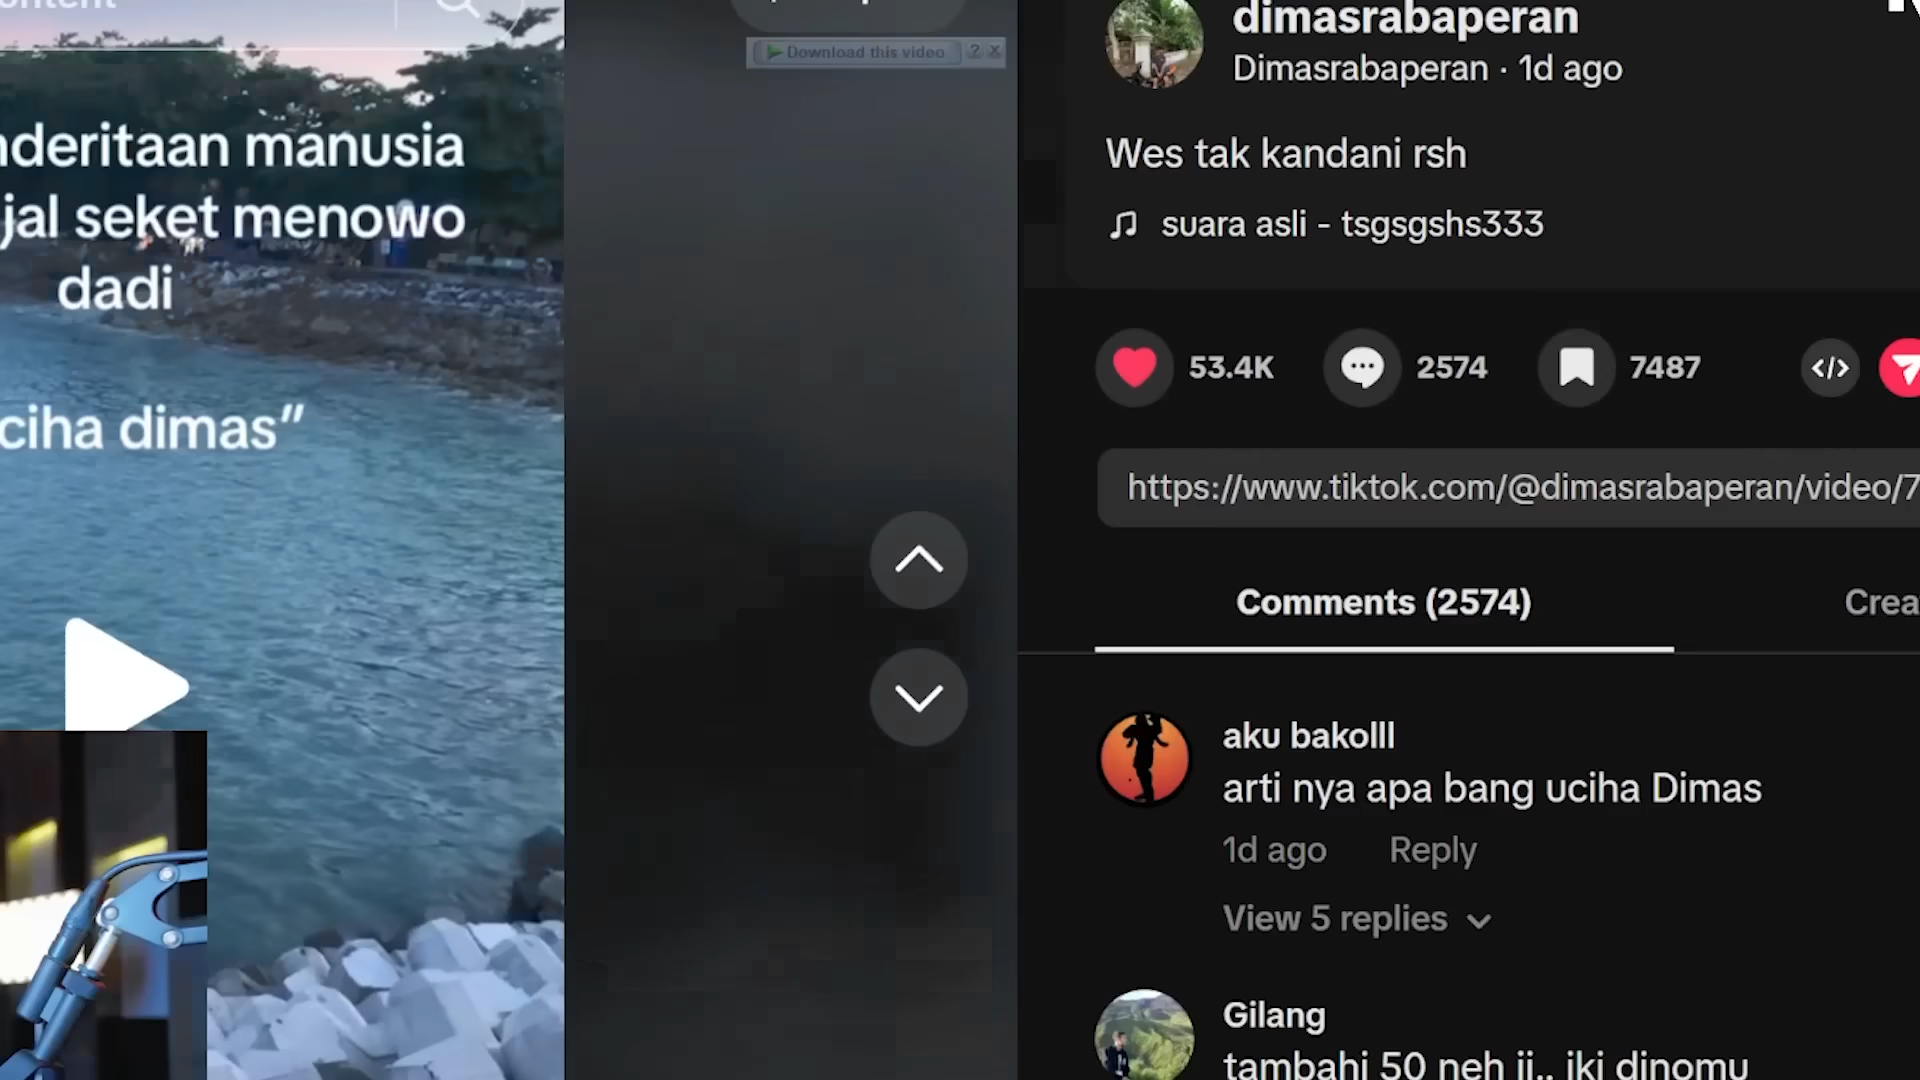 nderitaan manusia
jal seket menowo
dadi
ciha dimas”
Download this video
dimasrabaperan
Dimasrabaperan · 1d ago
Wes tak kandani rsh
suara asli - tsgsgshs333
53.4K
2574
7487
https://www.tiktok.com/@dimasrabaperan/video/7
Comments (2574)
Crea
aku bakolll
arti nya apa bang uciha Dimas
1d ago Reply
View 5 replies
Gilang
tambahi 50 neh ji.. iki dinomu